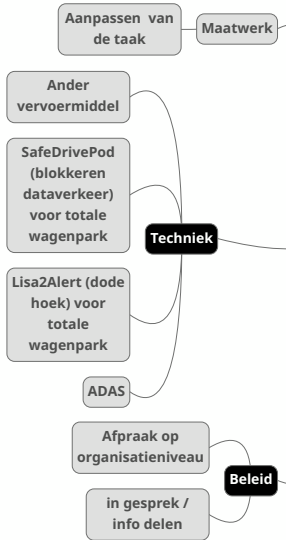 Aanpassen van
de taak
Maatwerk
Ander
vervoermiddel
SafeDrivePod
(blokkeren
dataverkeer)
voor totale
wagenpark
Techniek
Lisa2Alert (dode
hoek) voor
totale
wagenpark
ADAS
Afpraak op
organisatieniveau
Beleid
in gesprek /
info delen